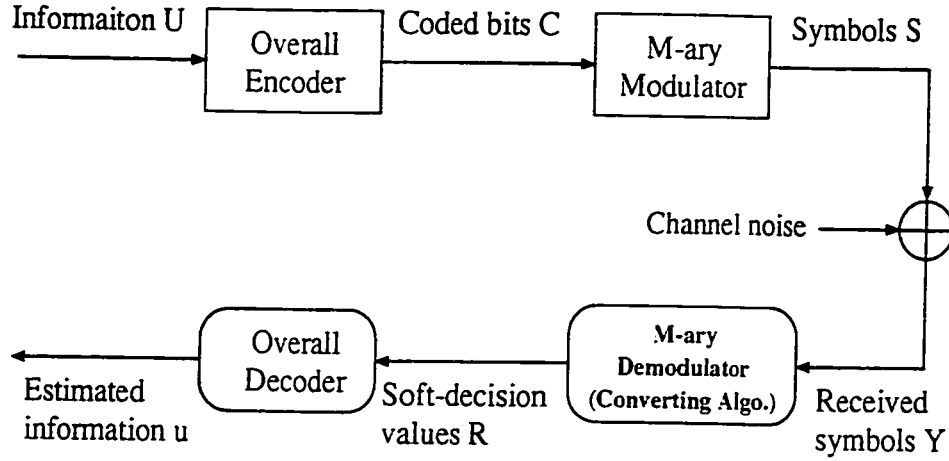 Informaiton U
Overall
Encoder
Coded bits C
M-ary
Modulator
Symbols S
Channel noise
Overall
Decoder
M-ary
Demodulator
(Converting Algo.)
Estimated
information u
Soft-decision
values R
Received
symbols Y